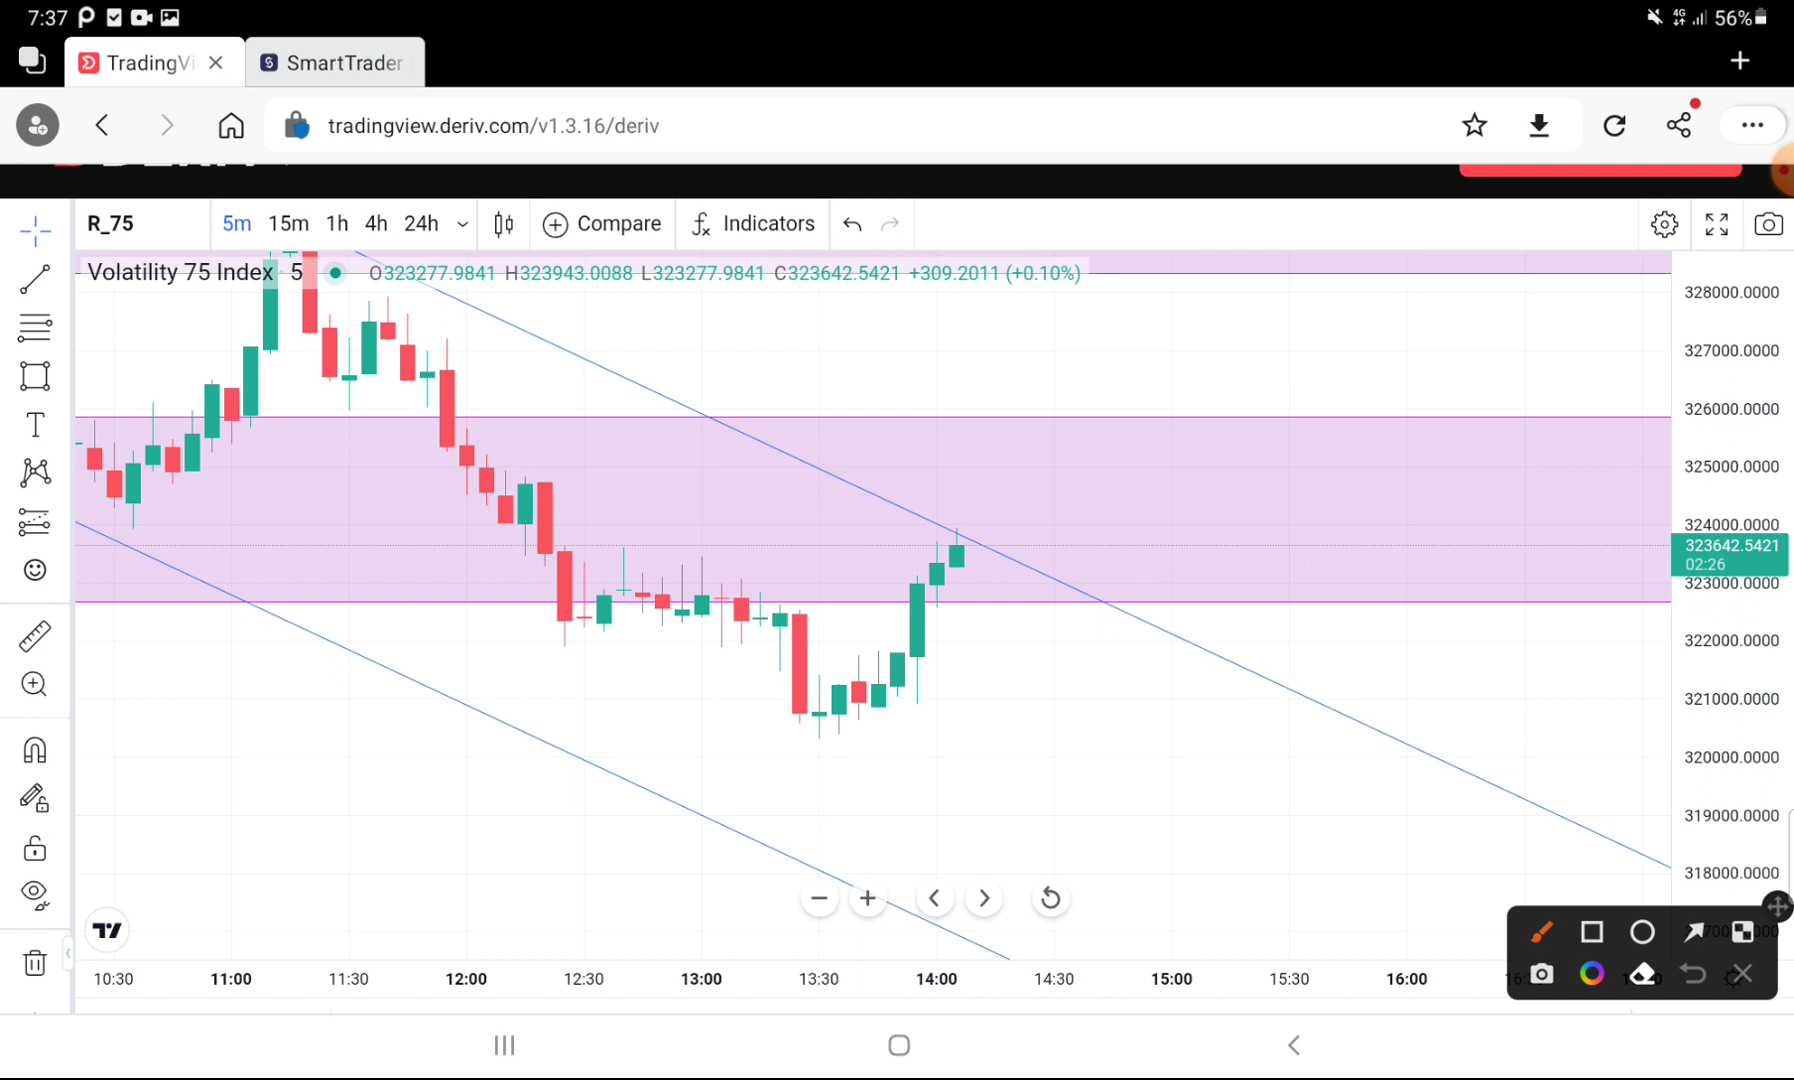 7:37
4G 56%
TradingVi
SmartTrader
tradingview.deriv.com/v1.3.16/deriv
R_75 5m 15m 1h 4h 24h Compare Indicators
Volatility 75 Index 5 O323277.9841 H323943.0088 L323277.9841 C323642.5421 +309.2011 (+0.10%)
328000.0000
327000.0000
326000.0000
325000.0000
324000.0000
323642.5421
02:26
323000.0000
322000.0000
321000.0000
320000.0000
319000.0000
318000.0000
10:30 11:00 11:30 12:00 12:30 13:00 13:30 14:00 14:30 15:00 15:30 16:00